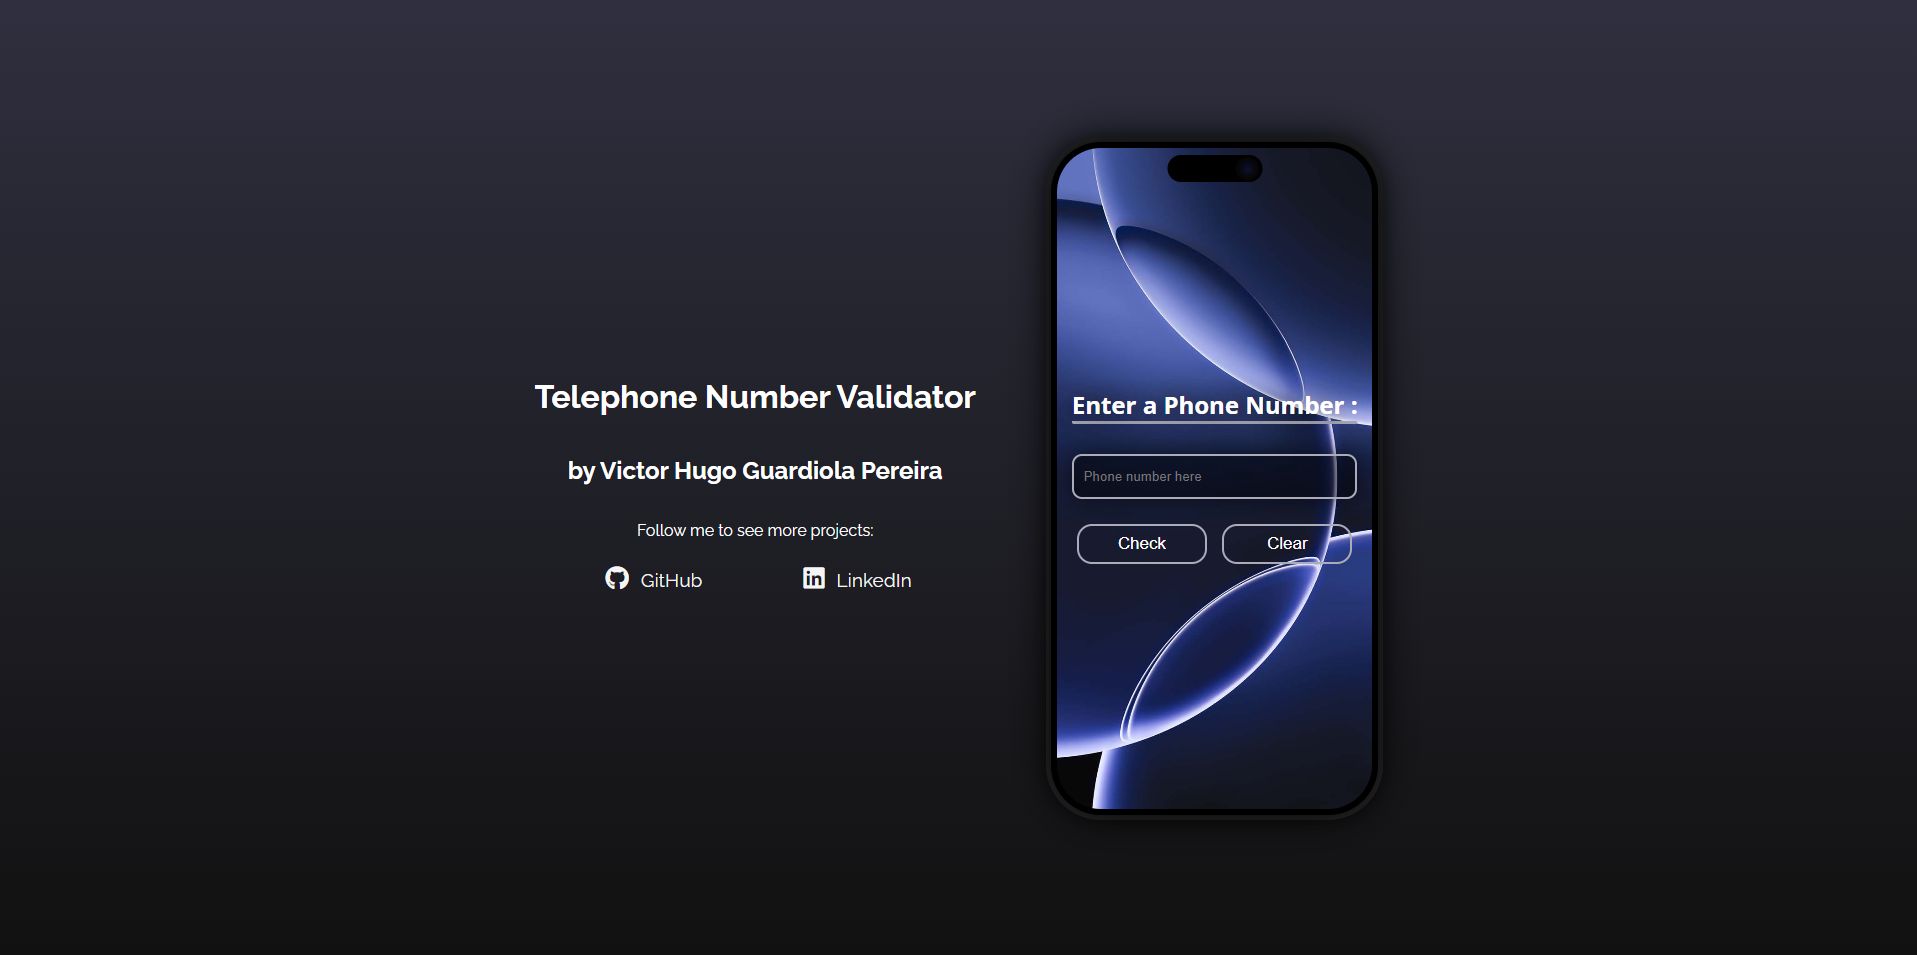 Telephone Number Validator
by Victor Hugo Guardiola Pereira
Follow me to see more projects:
GitHub
LinkedIn
Enter a Phone Number :
Phone number here
Check
Clear